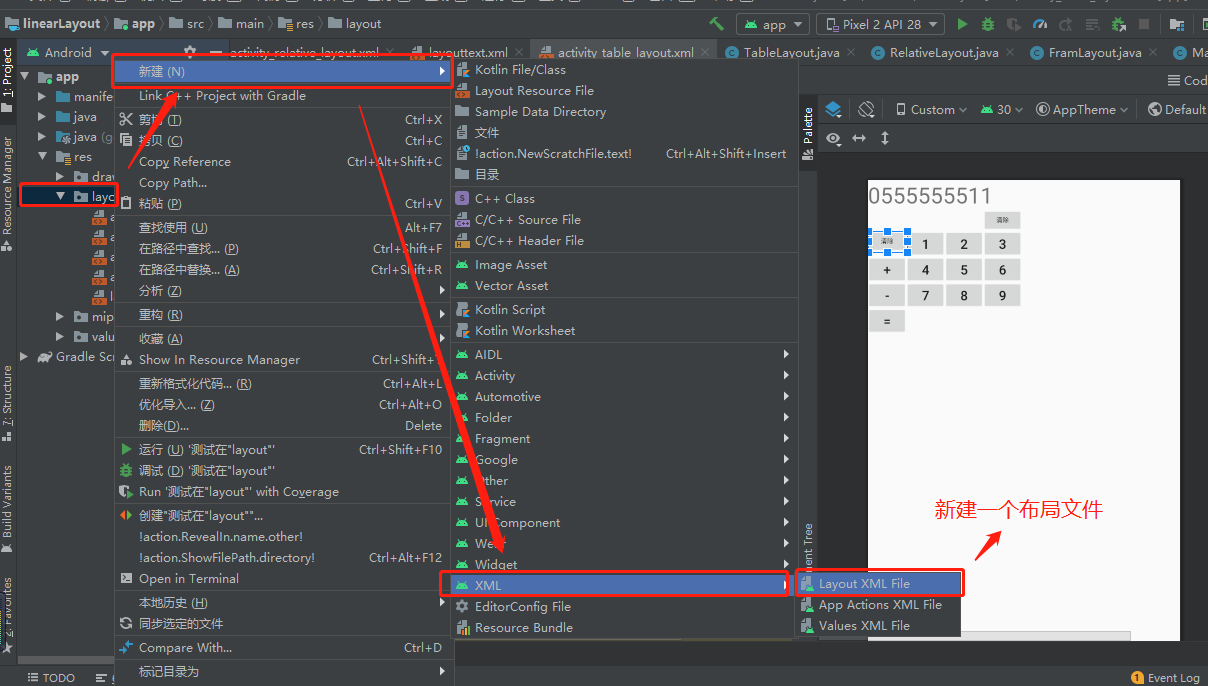 linearLayout app src main res layout
app Pixel 2 API 28
Android
activity_relative_layout.xml layouttext.xml activity_table_layout.xml TableLayout.java RelativeLayout.java FramLayout.java
1: Project
Resource Manager
7: Structure
Build Variants
2: Favorites
app
manife
java
java (g
res
drav
layo
mip
valu
Gradle Scr
新建 (N)
Link C++ Project with Gradle
剪切 (T) Ctrl+X
拷贝 (C) Ctrl+C
Copy Reference Ctrl+Alt+Shift+C
Copy Path...
粘贴 (P) Ctrl+V
查找使用 (U) Alt+F7
在路径中查找... (P) Ctrl+Shift+F
在路径中替换... (A) Ctrl+Shift+R
分析 (Z)
重构 (R)
收藏 (A)
Show In Resource Manager Ctrl+Shift+T
重新格式化代码... (R) Ctrl+Alt+L
优化导入... (Z) Ctrl+Alt+O
删除(D)... Delete
运行 (U) '测试在"layout"' Ctrl+Shift+F10
调试 (D) '测试在"layout"'
Run '测试在"layout"' with Coverage
创建"测试在"layout""...
!action.RevealIn.name.other!
!action.ShowFilePath.directory! Ctrl+Alt+F12
Open in Terminal
本地历史 (H)
同步选定的文件
Compare With... Ctrl+D
标记目录为
Kotlin File/Class
Layout Resource File
Sample Data Directory
文件
!action.NewScratchFile.text! Ctrl+Alt+Shift+Insert
目录
C++ Class
C/C++ Source File
C/C++ Header File
Image Asset
Vector Asset
Kotlin Script
Kotlin Worksheet
AIDL
Activity
Automotive
Folder
Fragment
Google
Other
Service
UI Component
Wear
Widget
XML
EditorConfig File
Resource Bundle
Layout XML File
App Actions XML File
Values XML File
Cod
Palette
Custom 30 AppTheme Default
0555555511
清除
清除 1 2 3
+ 4 5 6
- 7 8 9
=
新建一个布局文件
nent Tree
TODO
1 Event Log